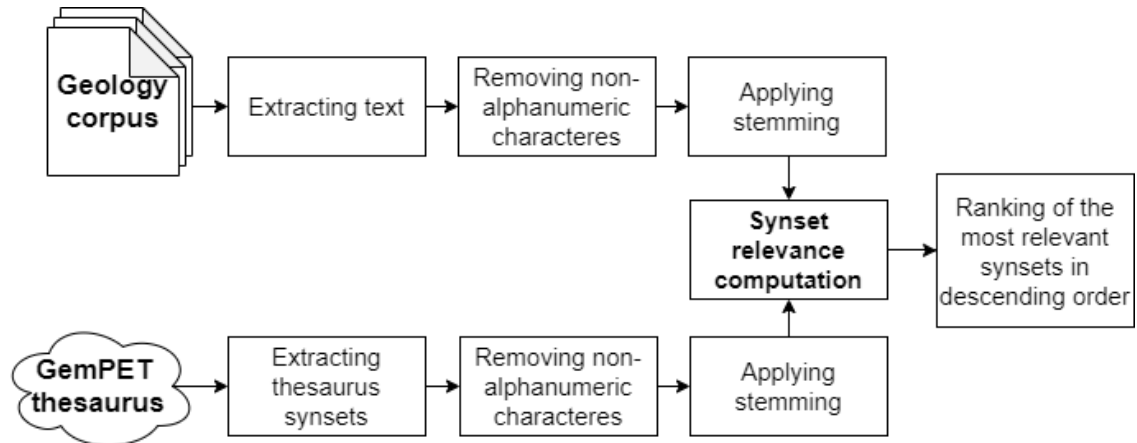 Geology
corpus
Extracting text
Removing non-
alphanumeric
characteres
Applying
stemming
Synset
relevance
computation
Ranking of the
most relevant
synsets in
descending order
GemPET
thesaurus
Extracting
thesaurus
synsets
Removing non-
alphanumeric
characteres
Applying
stemming